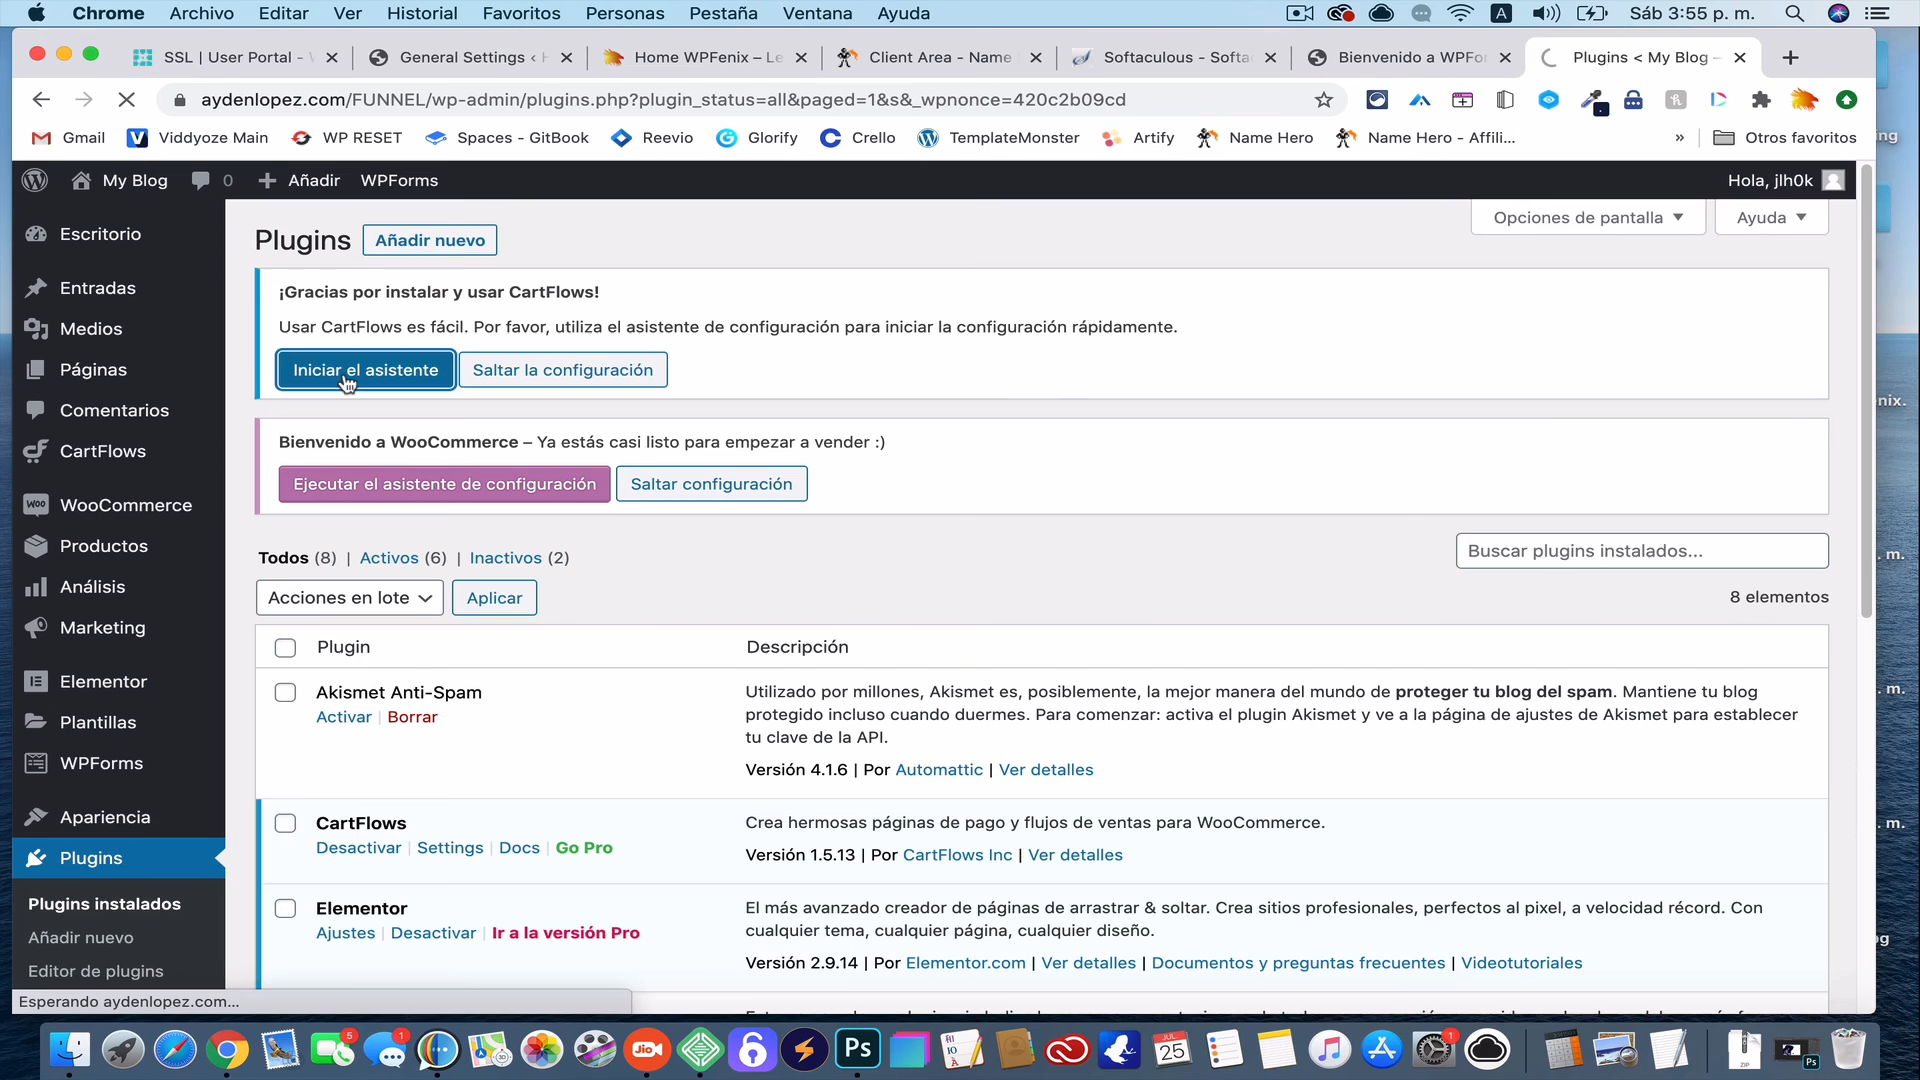 Chrome Archivo Editar Ver Historial Favoritos Personas Pestaña Ventana Ayuda Sáb 3:55 p. m.
SSL | User Portal - General Settings ‹ Home WPFenix – Le Client Area - Name Softaculous - Softa Bienvenido a WPFor Plugins < My Blog –
aydenlopez.com/FUNNEL/wp-admin/plugins.php?plugin_status=all&paged=1&s&_wpnonce=420c2b09cd
Gmail Viddyoze Main WP RESET Spaces - GitBook Reevio Glorify Crello TemplateMonster Artify Name Hero Name Hero - Affili... » Otros favoritos
My Blog 0 Añadir WPForms Hola, jlh0k
Opciones de pantalla Ayuda
Escritorio
Entradas
Medios
Páginas
Comentarios
CartFlows
WooCommerce
Productos
Análisis
Marketing
Elementor
Plantillas
WPForms
Apariencia
Plugins
Plugins instalados
Añadir nuevo
Editor de plugins
Plugins Añadir nuevo
¡Gracias por instalar y usar CartFlows!
Usar CartFlows es fácil. Por favor, utiliza el asistente de configuración para iniciar la configuración rápidamente.
Iniciar el asistente Saltar la configuración
Bienvenido a WooCommerce – Ya estás casi listo para empezar a vender :)
Ejecutar el asistente de configuración Saltar configuración
Todos (8) | Activos (6) | Inactivos (2)
Buscar plugins instalados...
Acciones en lote Aplicar 8 elementos
Plugin Descripción
Akismet Anti-Spam
Activar | Borrar
Utilizado por millones, Akismet es, posiblemente, la mejor manera del mundo de proteger tu blog del spam. Mantiene tu blog
protegido incluso cuando duermes. Para comenzar: activa el plugin Akismet y ve a la página de ajustes de Akismet para establecer
tu clave de la API.
Versión 4.1.6 | Por Automattic | Ver detalles
CartFlows
Desactivar | Settings | Docs | Go Pro
Crea hermosas páginas de pago y flujos de ventas para WooCommerce.
Versión 1.5.13 | Por CartFlows Inc | Ver detalles
Elementor
Ajustes | Desactivar | Ir a la versión Pro
El más avanzado creador de páginas de arrastrar & soltar. Crea sitios profesionales, perfectos al pixel, a velocidad récord. Con
cualquier tema, cualquier página, cualquier diseño.
Versión 2.9.14 | Por Elementor.com | Ver detalles | Documentos y preguntas frecuentes | Videotutoriales
Esperando aydenlopez.com...
ing
nix.
. m.
. m.
. m.
og
5 1 Jio Ps JUL 25 1 ZIP Ps